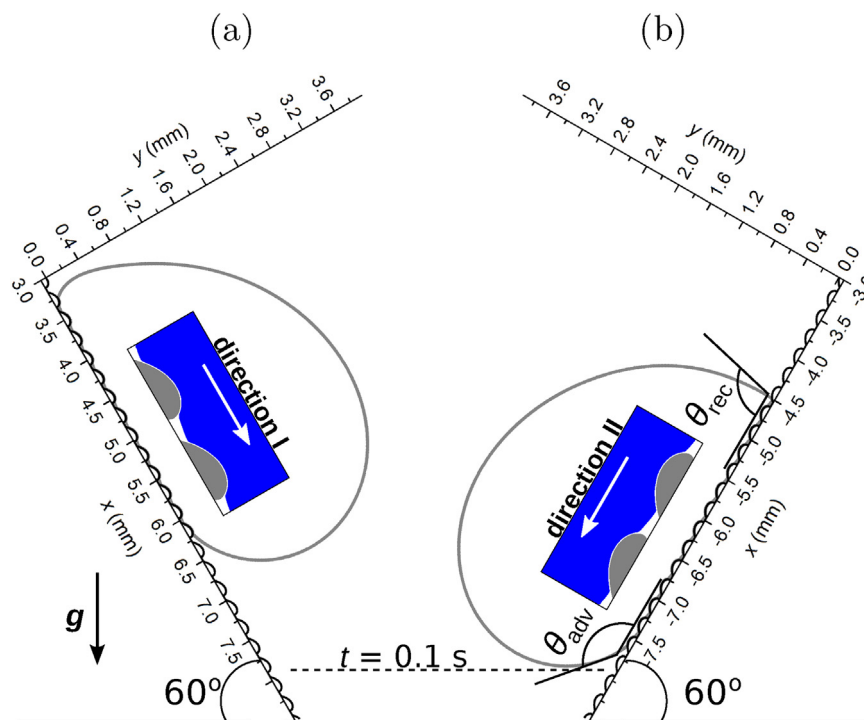 (a)
(b)
y (mm)
0.0 0.4 0.8 1.2 1.6 2.0 2.4 2.8 3.2 3.6
y (mm)
3.6 3.2 2.8 2.4 2.0 1.6 1.2 0.8 0.4 0.0
3.0 3.5 4.0 4.5 5.0 5.5 6.0 6.5 7.0 7.5
x (mm)
direction I
-3.0 -3.5 -4.0 -4.5 -5.0 -5.5 -6.0 -6.5 -7.0 -7.5
x (mm)
direction II
θrec
θadv
g
t = 0.1 s
60º
60º